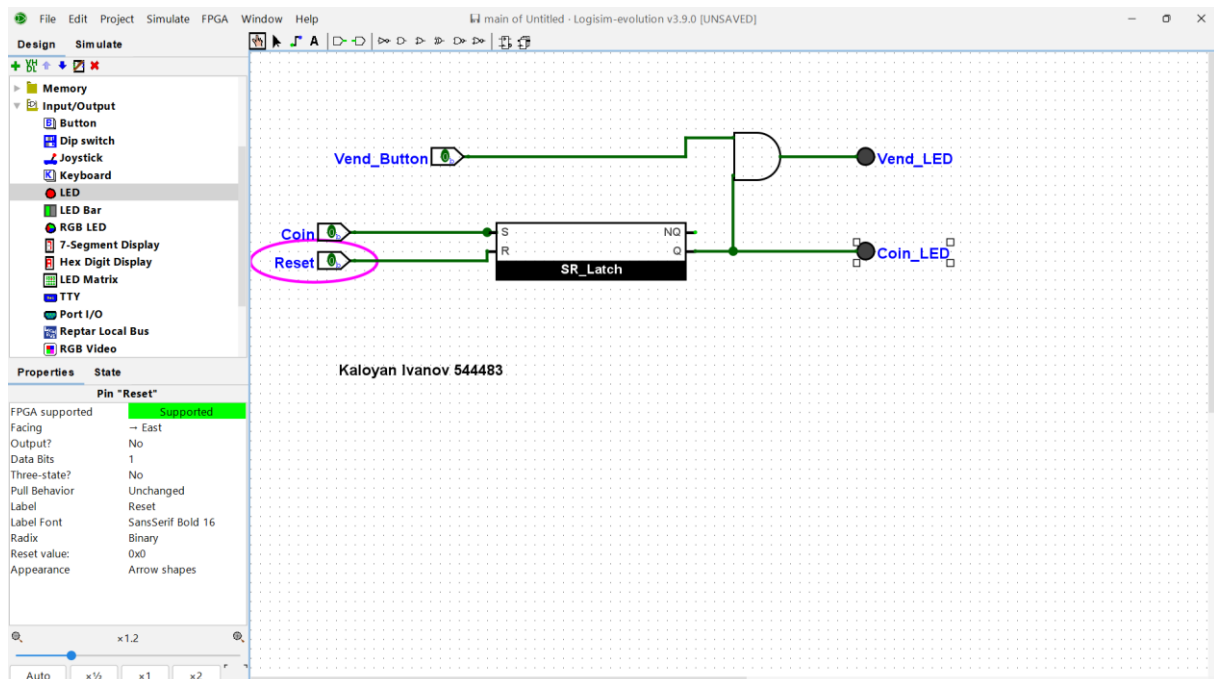 File Edit Project Simulate FPGA Window Help
main of Untitled · Logisim-evolution v3.9.0 [UNSAVED]
Design Simulate
A
VH
DL
Memory
Input/Output
Button
Dip switch
Joystick
Keyboard
LED
LED Bar
RGB LED
7-Segment Display
Hex Digit Display
LED Matrix
TTY
Port I/O
Reptar Local Bus
RGB Video
Properties State
Pin "Reset"
FPGA supported Supported
Facing → East
Output? No
Data Bits 1
Three-state? No
Pull Behavior Unchanged
Label Reset
Label Font SansSerif Bold 16
Radix Binary
Reset value: 0x0
Appearance Arrow shapes
×1.2
Auto ×½ ×1 ×2
Vend_Button 0 Vend_LED
Coin 0 S NQ
Reset 0 R Q Coin_LED
SR_Latch
Kaloyan Ivanov 544483